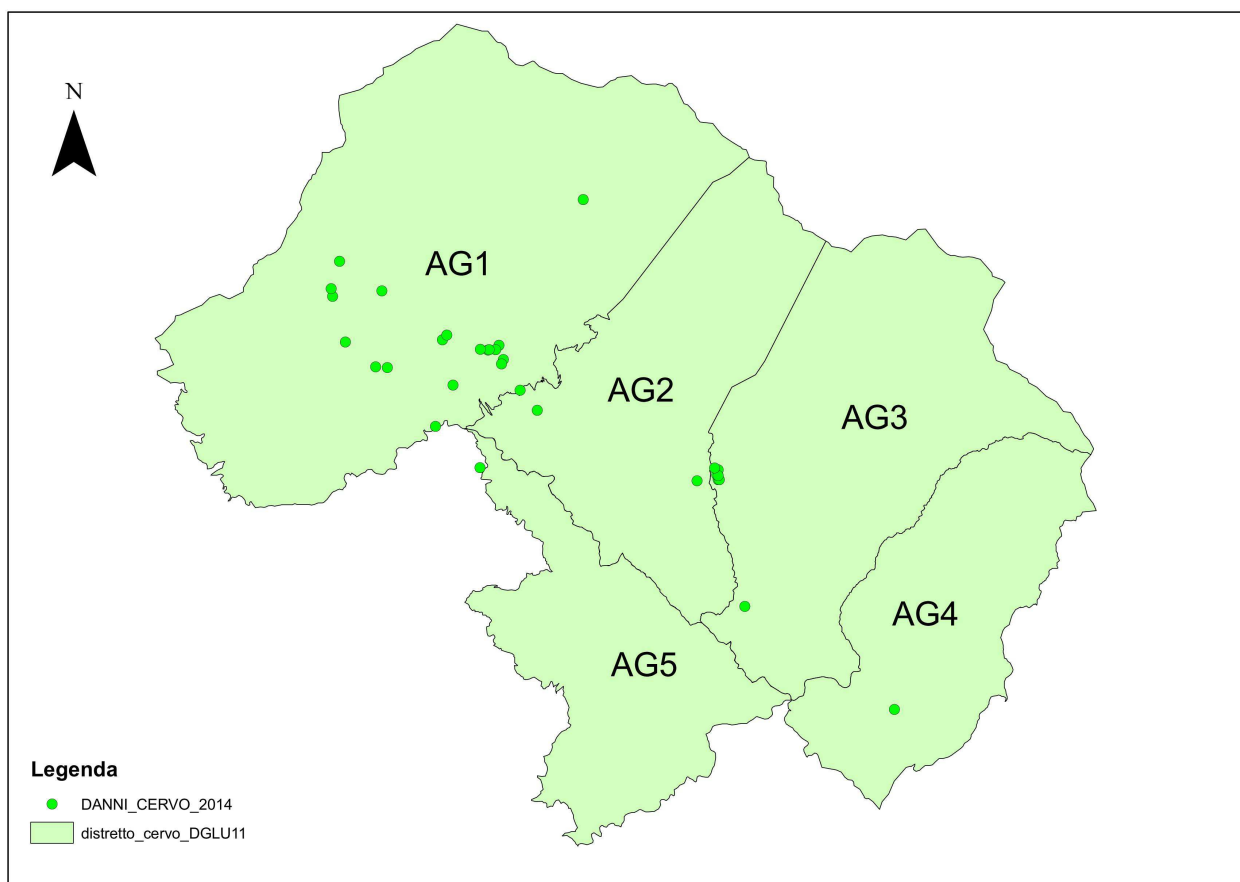 N
AG1
AG2
AG3
AG4
AG5
Legenda
DANNI_CERVO_2014
distretto_cervo_DGLU11